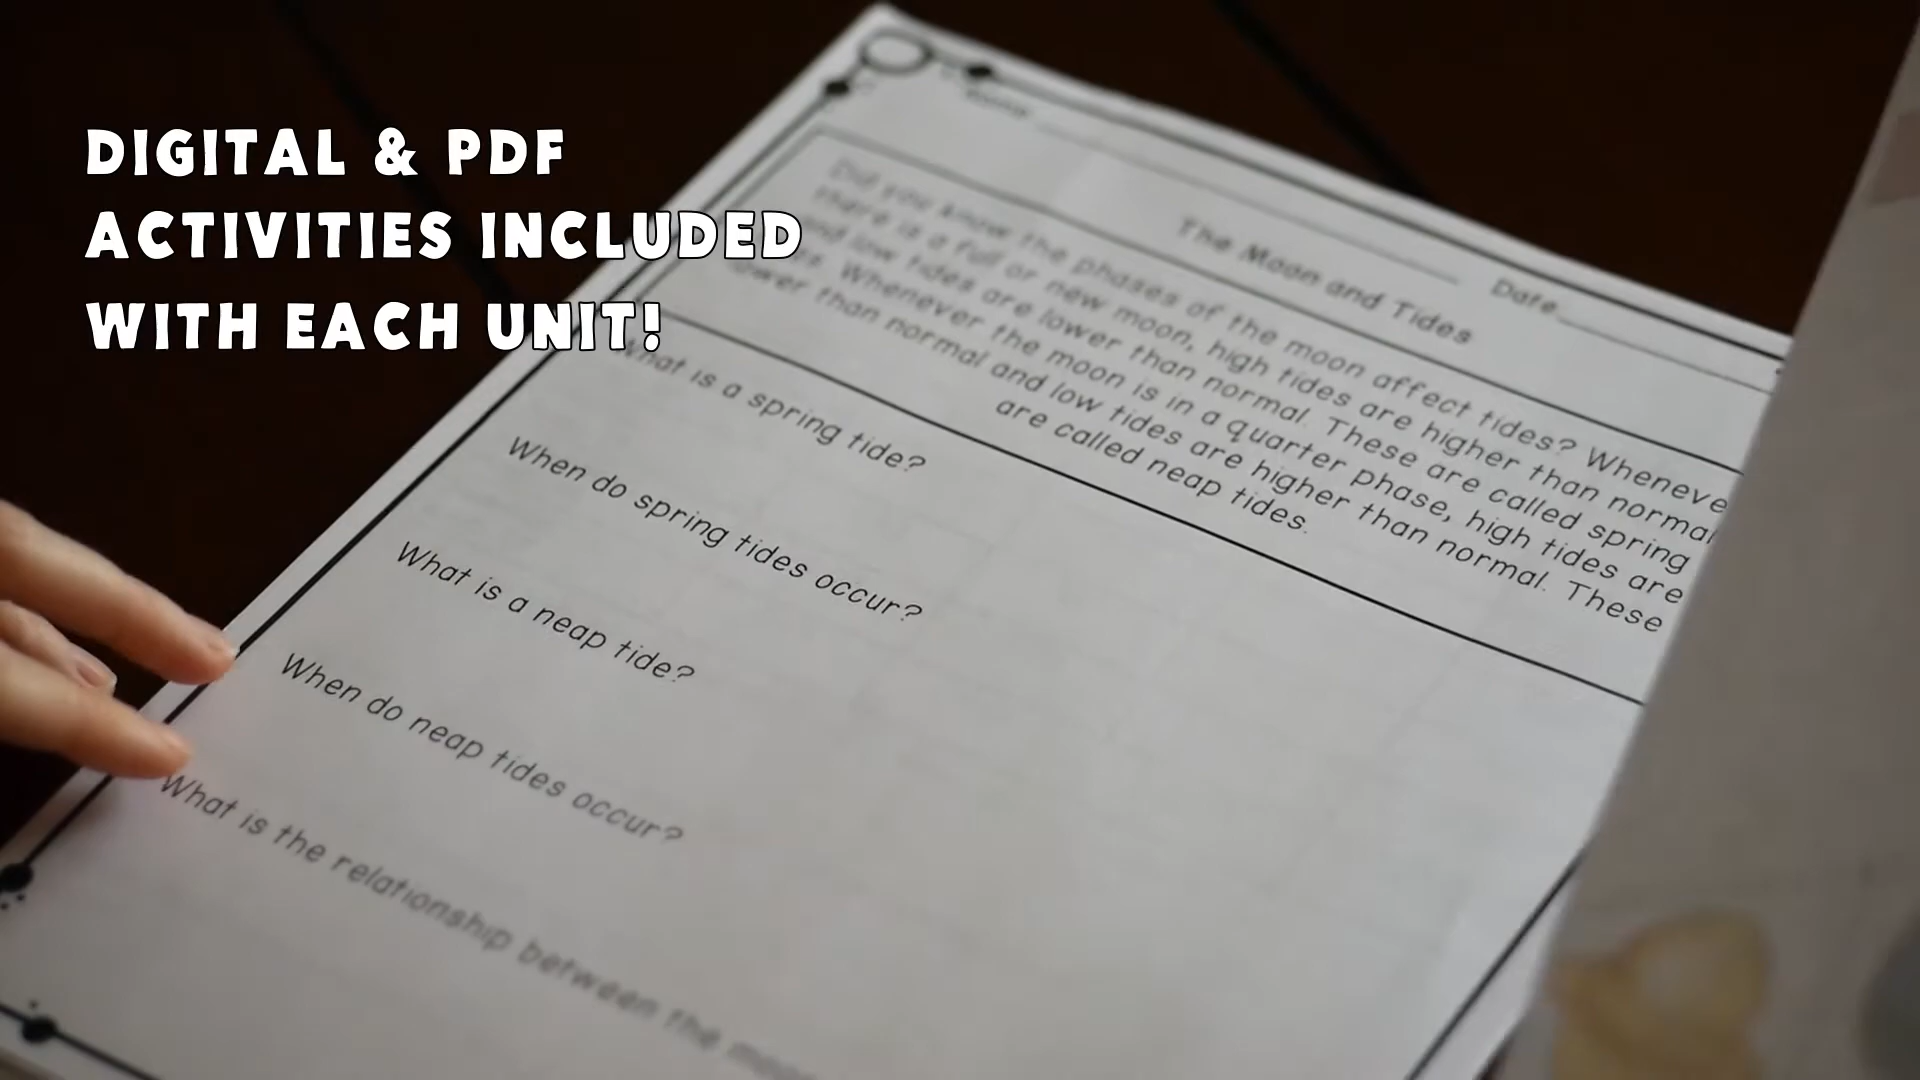 DIGITAL & PDF
ACTIVITIES INCLUDED
WITH EACH UNIT!
Name
Date
The Moon and Tides
Did you know the phases of the moon affect tides? Wheneve
there is a full or new moon, high tides are higher than normal
and low tides are lower than normal. These are called spring
Whenever the moon is in a quarter phase, high tides are
lower than normal and low tides are higher than normal. These
are called neap tides.
What is a spring tide?
When do spring tides occur?
What is a neap tide?
When do neap tides occur?
What is the relationship between the moon